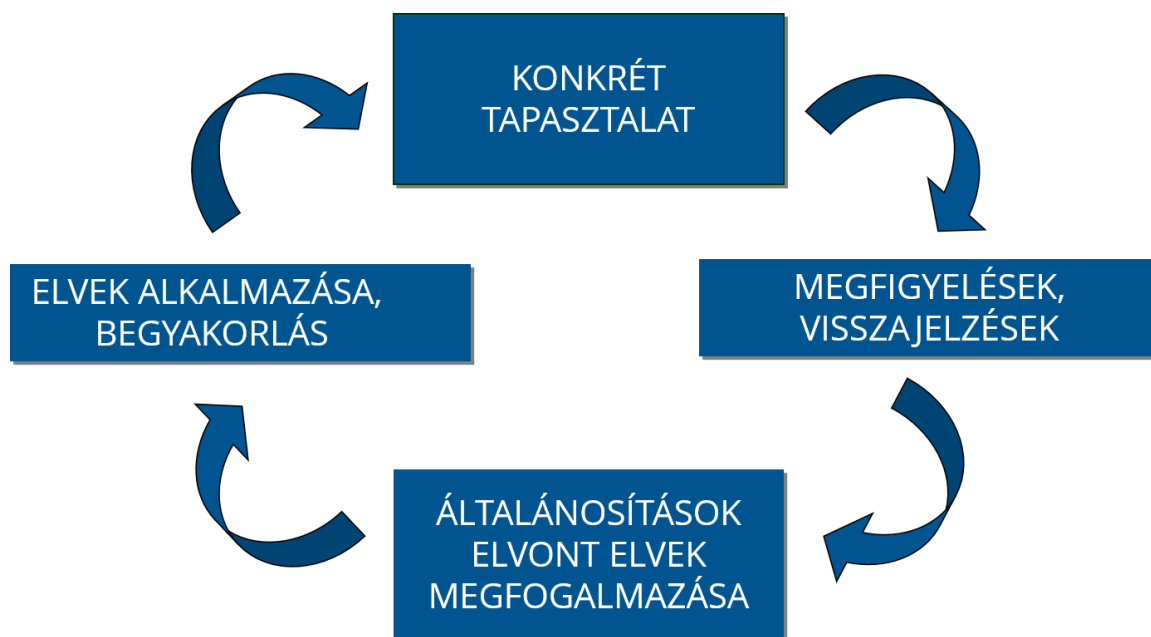 KONKRÉT
TAPASZTALAT
MEGFIGYELÉSEK,
VISSZAJELZÉSEK
ÁLTALÁNOSÍTÁSOK
ELVONT ELVEK
MEGFOGALMAZÁSA
ELVEK ALKALMAZÁSA,
BEGYAKORLÁS